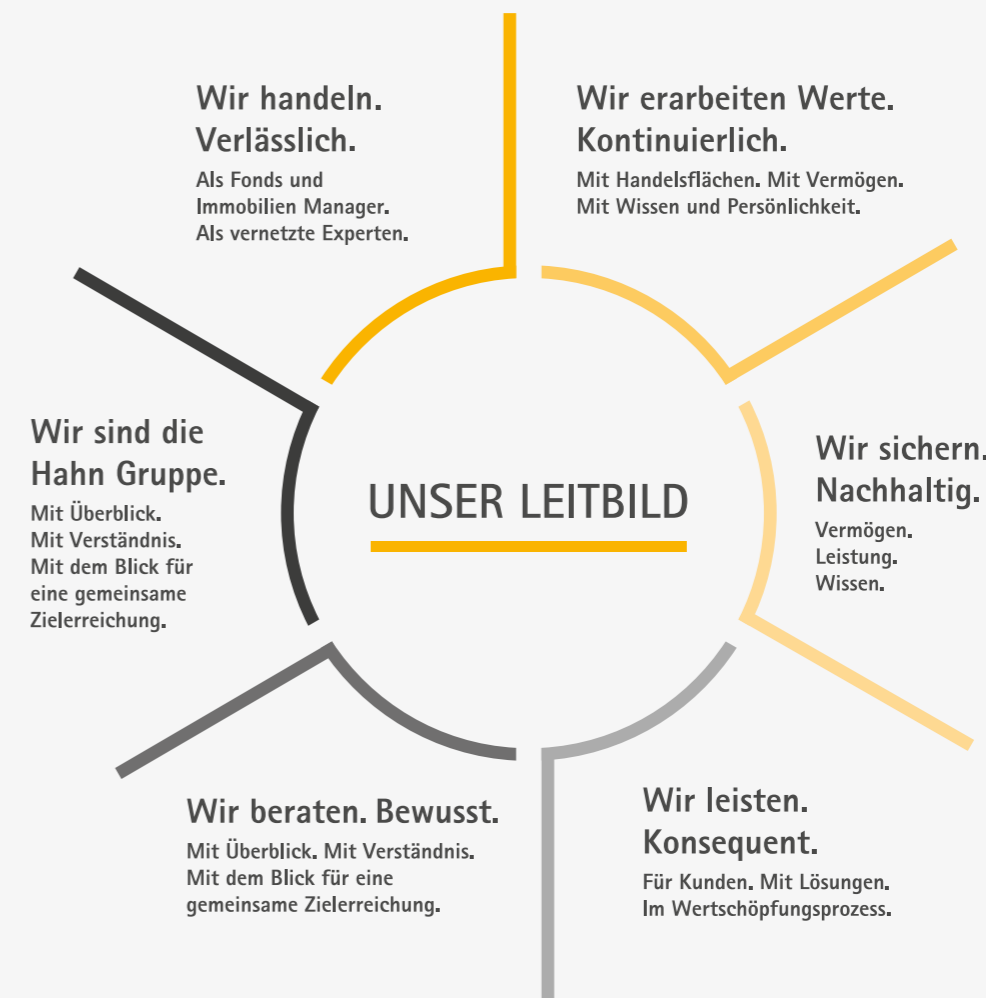 Wir handeln.
Verlässlich.
Als Fonds und
Immobilien Manager.
Als vernetzte Experten.
Wir erarbeiten Werte.
Kontinuierlich.
Mit Handelsflächen. Mit Vermögen.
Mit Wissen und Persönlichkeit.
Wir sind die
Hahn Gruppe.
Mit Überblick.
Mit Verständnis.
Mit dem Blick für
eine gemeinsame
Zielerreichung.
UNSER LEITBILD
Wir sichern.
Nachhaltig.
Vermögen.
Leistung.
Wissen.
Wir beraten. Bewusst.
Mit Überblick. Mit Verständnis.
Mit dem Blick für eine
gemeinsame Zielerreichung.
Wir leisten.
Konsequent.
Für Kunden. Mit Lösungen.
Im Wertschöpfungsprozess.